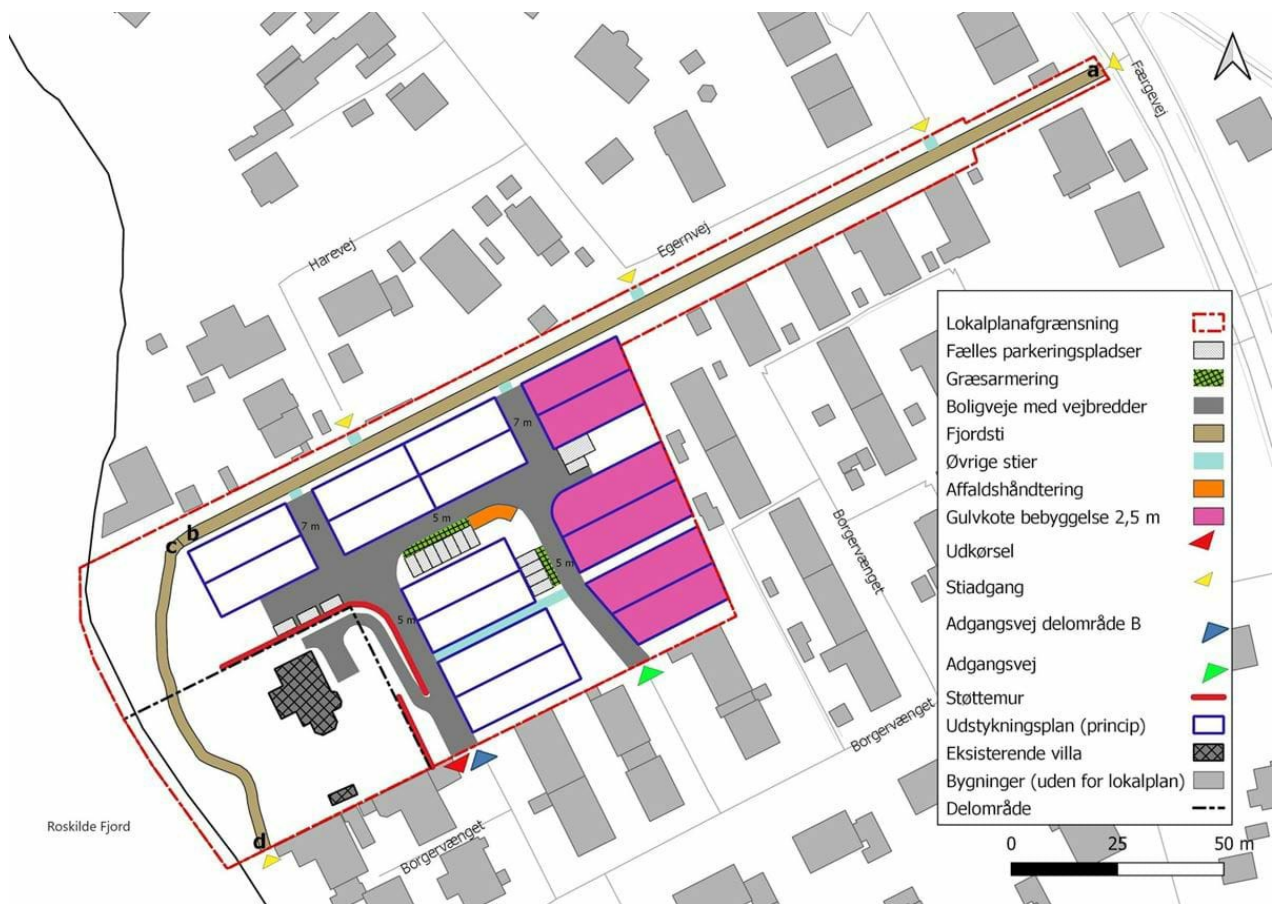 a
Færgevej
Egernvej
Harevej
7 m
7 m
5 m
5 m
5 m
b
c
d
Roskilde Fjord
Borgervænget
Borgervænget
Borgervænget
Lokalplanafgrænsning
Fælles parkeringspladser
Græsarmering
Boligveje med vejbredder
Fjordsti
Øvrige stier
Affaldshåndtering
Gulvkote bebyggelse 2,5 m
Udkørsel
Stiadgang
Adgangsvej delområde B
Adgangsvej
Støttemur
Udstykningsplan (princip)
Eksisterende villa
Bygninger (uden for lokalplan)
Delområde
0 25 50 m